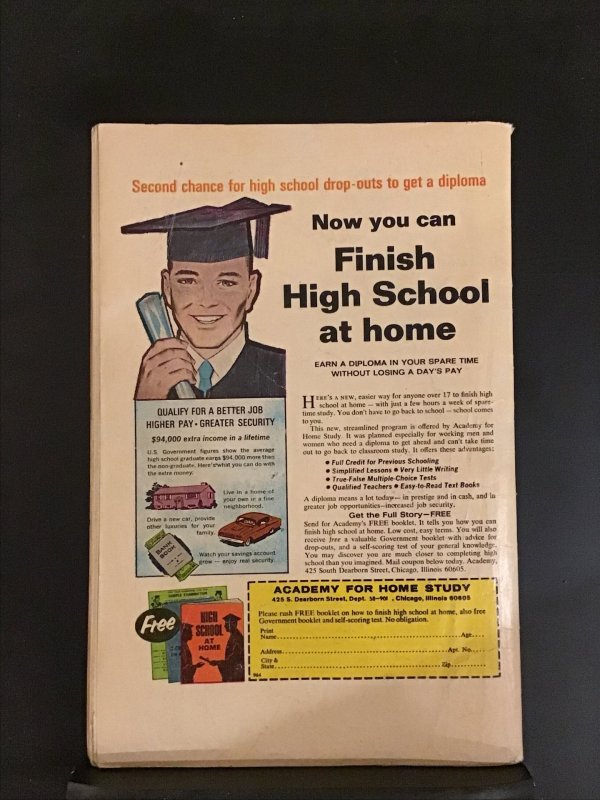 Second chance for high school drop-outs to get a diploma
Now you can
Finish
High School
at home
EARN A DIPLOMA IN YOUR SPARE TIME
WITHOUT LOSING A DAY'S PAY
HERE'S A NEW, easier way for anyone over 17 to finish high
school at home — with just a few hours a week of spare-
time study. You don't have to go back to school — school comes
to you.
This new, streamlined program is offered by Academy for
Home Study. It was planned especially for working men and
women who need a diploma to get ahead and can't take time
out to go back to classroom study. It offers these advantages:
• Full Credit for Previous Schooling
• Simplified Lessons • Very Little Writing
• True-False Multiple-Choice Tests
• Qualified Teachers • Easy-to-Read Text Books
A diploma means a lot today— in prestige and in cash, and in
greater job opportunities—increased job security.
Get the Full Story—FREE
Send for Academy's FREE booklet. It tells you how you can
finish high school at home. Low cost, easy terms. You will also
receive free a valuable Government booklet with advice for
drop-outs, and a self-scoring test of your general knowledge.
You may discover you are much closer to completing high
school than you imagined. Mail coupon below today. Academy,
425 South Dearborn Street, Chicago, Illinois 60605.
QUALIFY FOR A BETTER JOB
HIGHER PAY • GREATER SECURITY
$94,000 extra income in a lifetime
U.S. Government figures show the average
high school graduate earns $94,000 more than
the non-graduate. Here's what you can do with
the extra money.
Live in a home of
your own in a fine
neighborhood.
Drive a new car, provide
other luxuries for your
family.
BANK
BOOK
Watch your savings account
grow — enjoy real security.
SAMPLE EXAMINATION
Free
HIGH
SCHOOL
AT
HOME
ACADEMY FOR HOME STUDY
425 S. Dearborn Street, Dept. , Chicago, Illinois 60605
Please rush FREE booklet on how to finish high school at home, also free
Government booklet and self-scoring test. No obligation.
Print
Name Age
Address Apt. No.
City &
State Zip
964